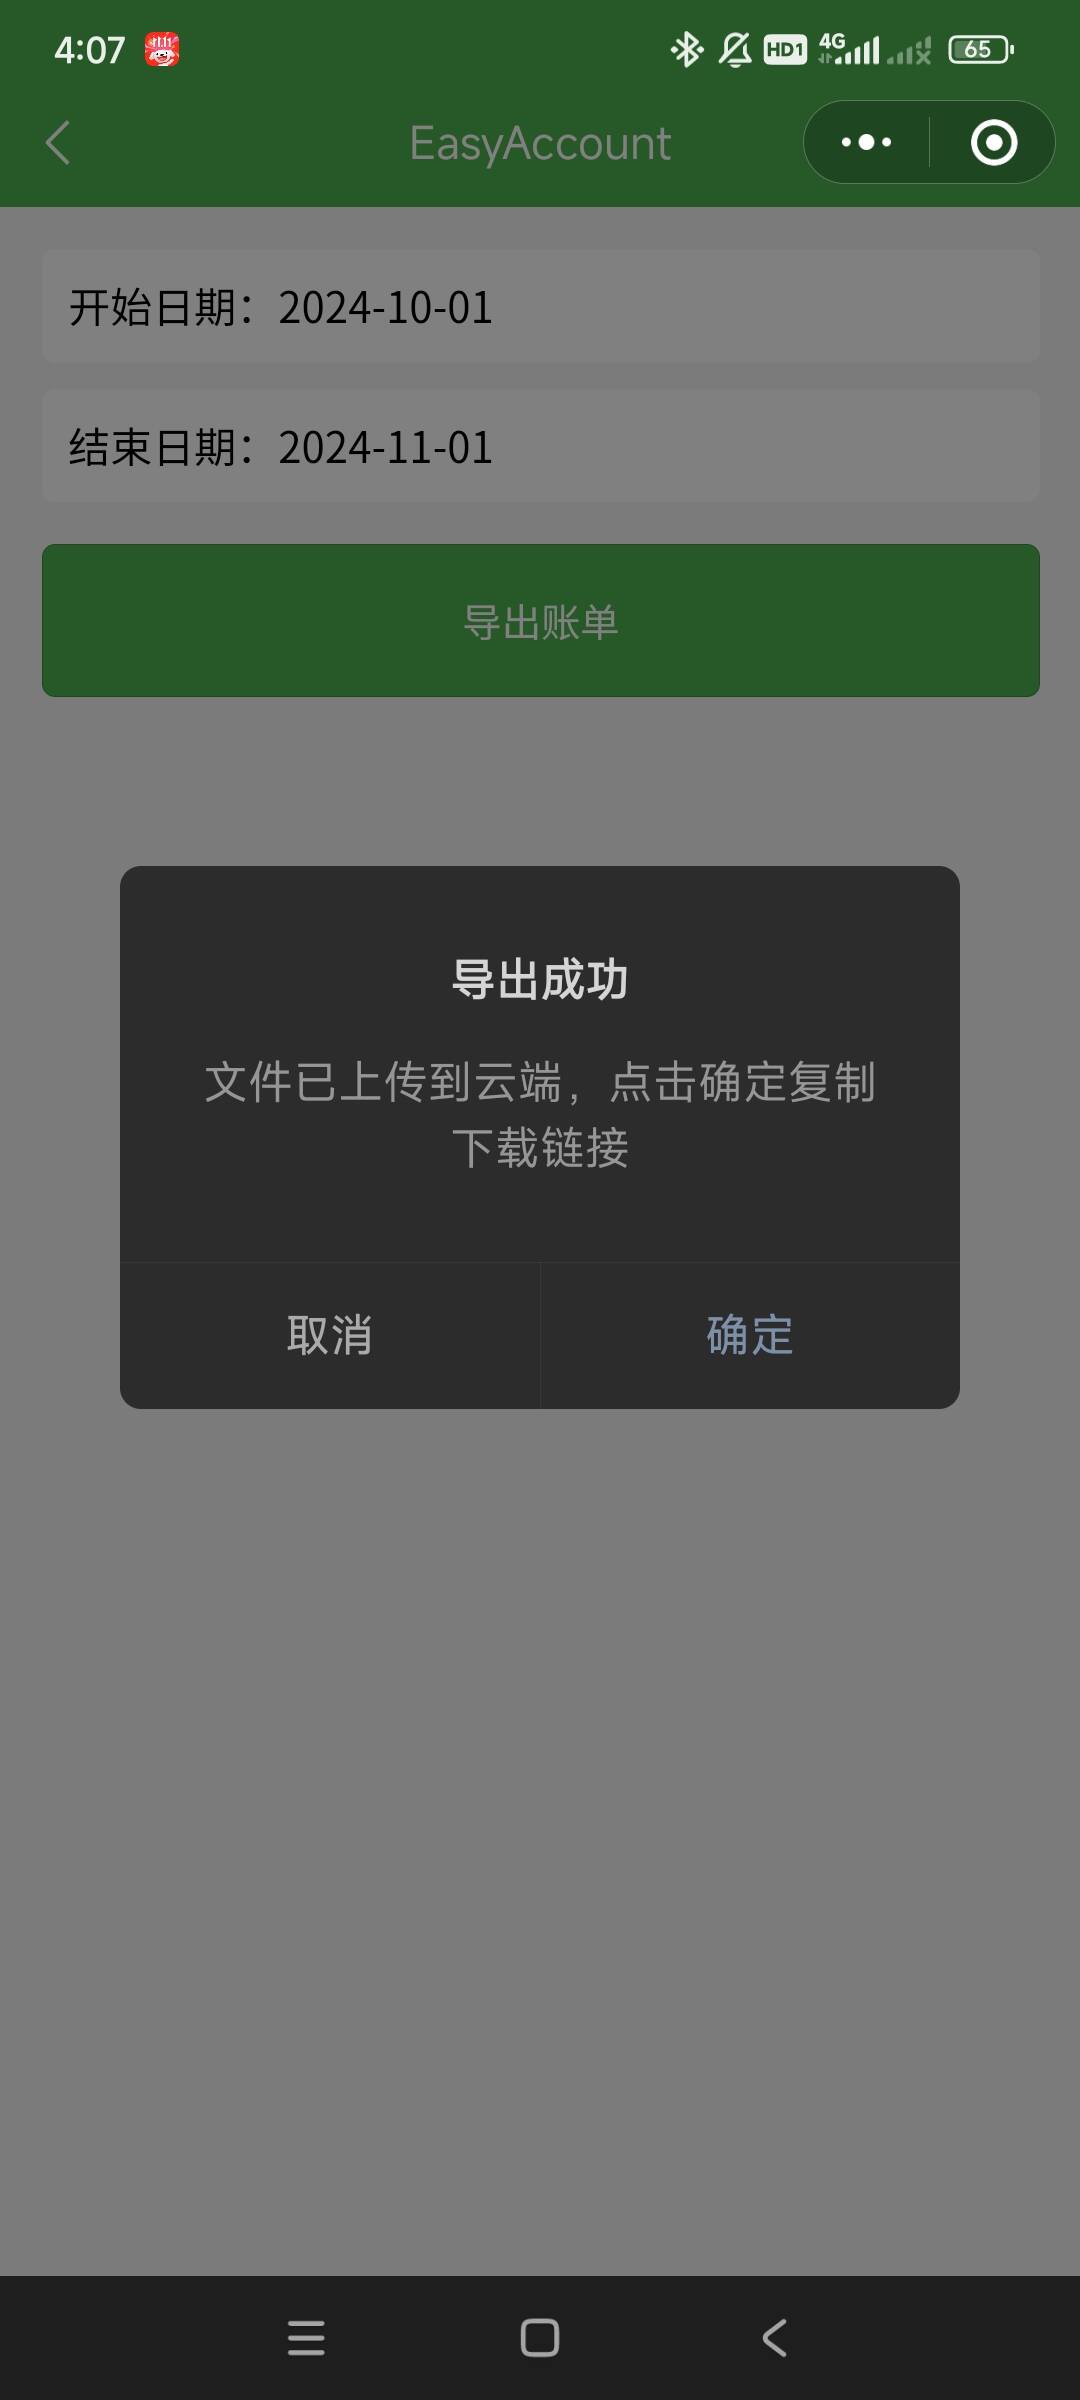 4:07
HD1 4G 65
EasyAccount
开始日期：2024-10-01
结束日期：2024-11-01
导出账单
导出成功
文件已上传到云端，点击确定复制
下载链接
取消 确定